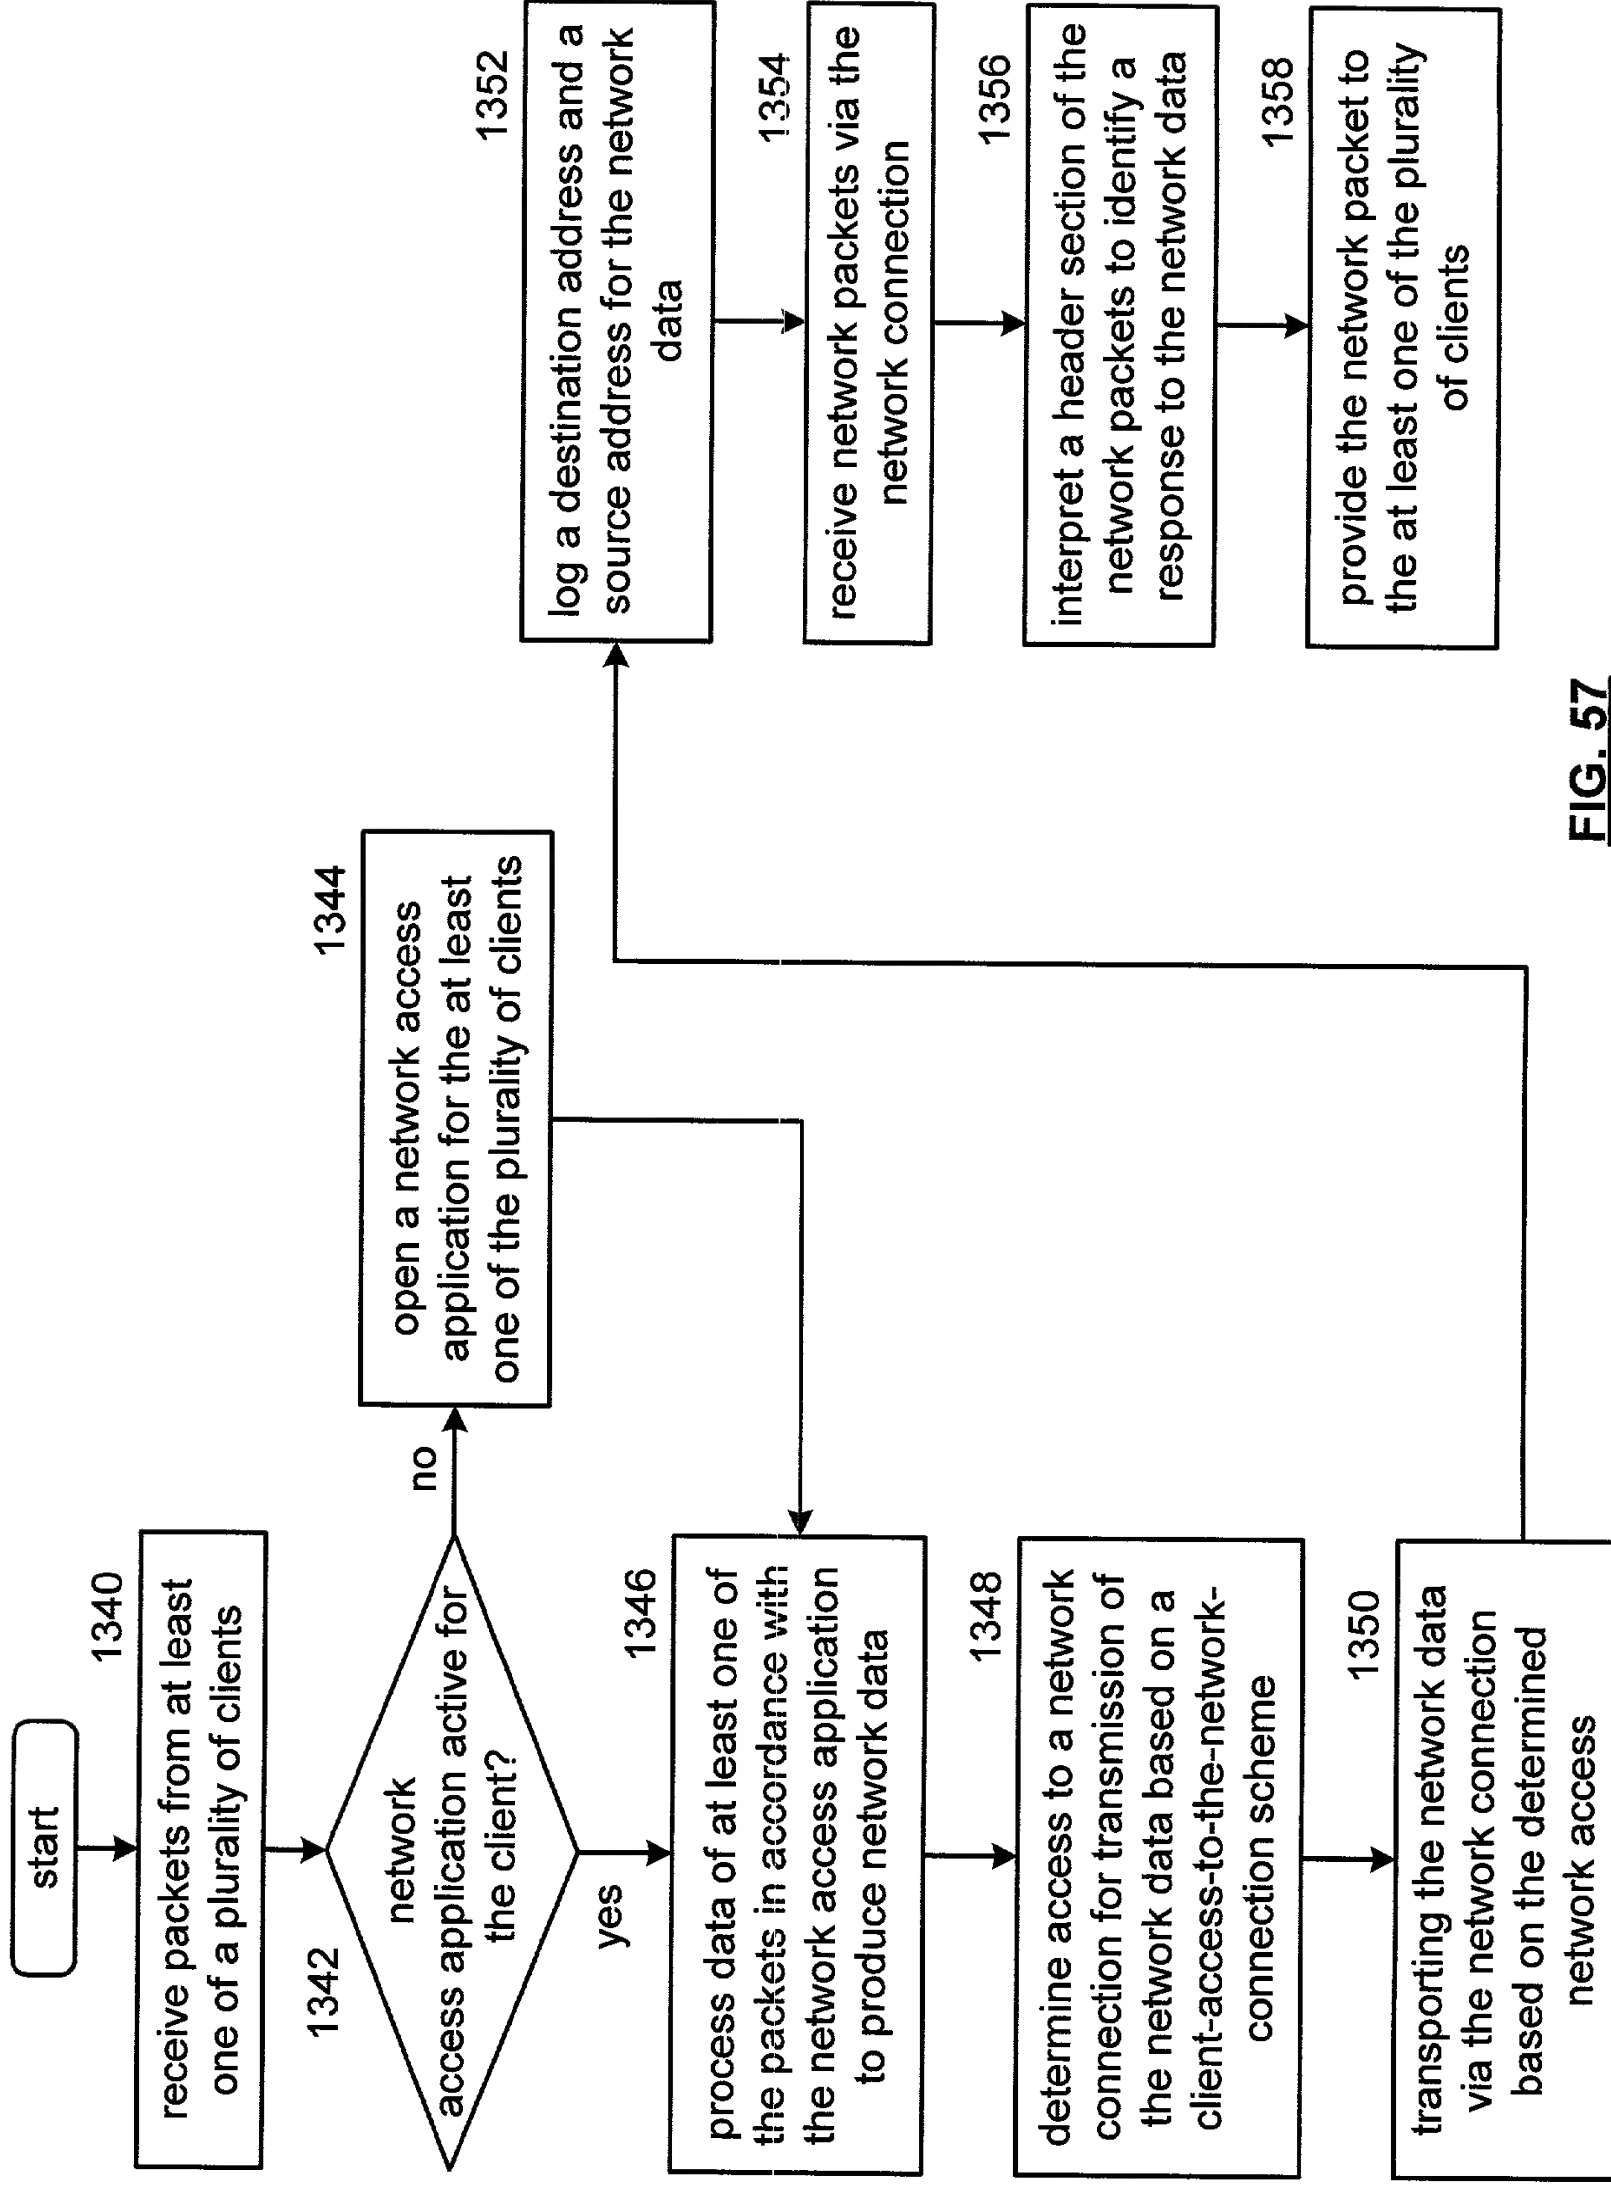 start
1340
receive packets from at least
one of a plurality of clients
1342
network
access application active for
the client?
no
yes
1344
open a network access
application for the at least
one of the plurality of clients
1346
process data of at least one of
the packets in accordance with
the network access application
to produce network data
1348
determine access to a network
connection for transmission of
the network data based on a
client-access-to-the-network-
connection scheme
1350
transporting the network data
via the network connection
based on the determined
network access
1352
log a destination address and a
source address for the network
data
1354
receive network packets via the
network connection
1356
interpret a header section of the
network packets to identify a
response to the network data
1358
provide the network packet to
the at least one of the plurality
of clients
FIG. 57